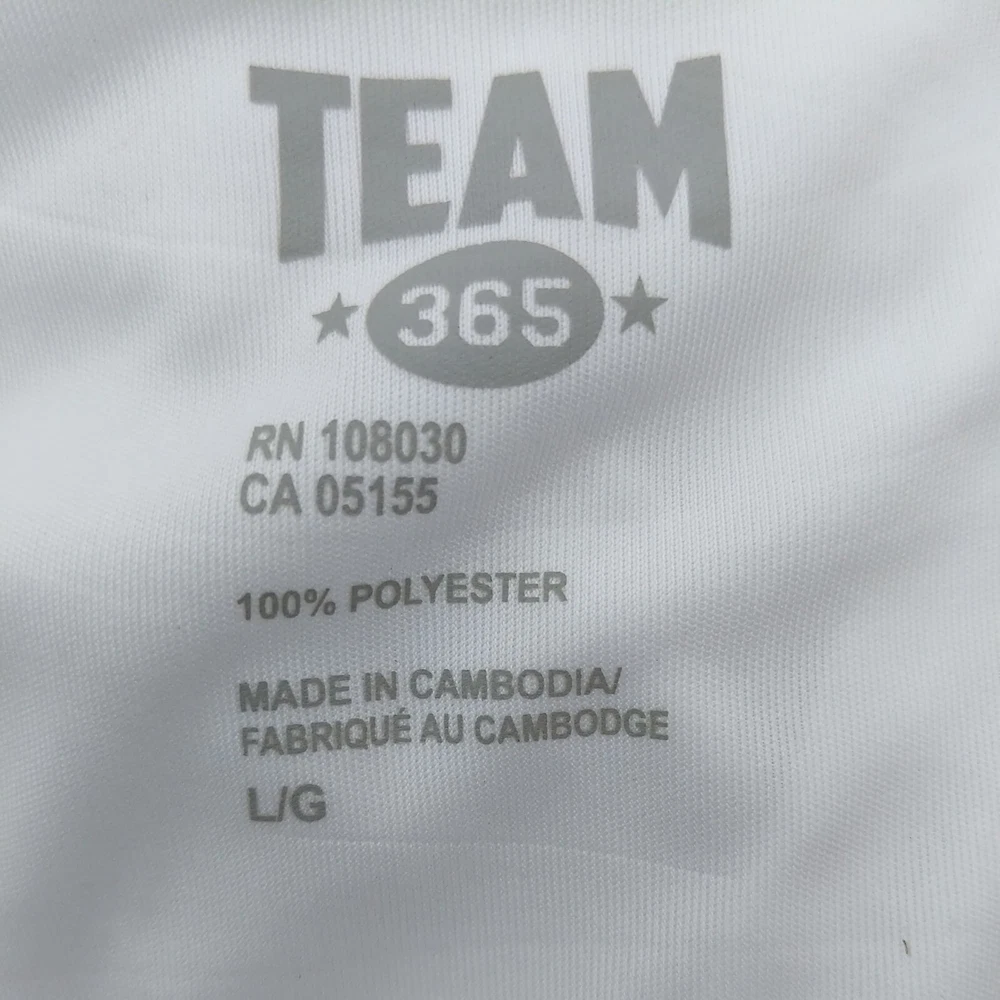 TEAM
365
RN 108030
CA 05155
100% POLYESTER
MADE IN CAMBODIA/
FABRIQUÉ AU CAMBODGE
L/G